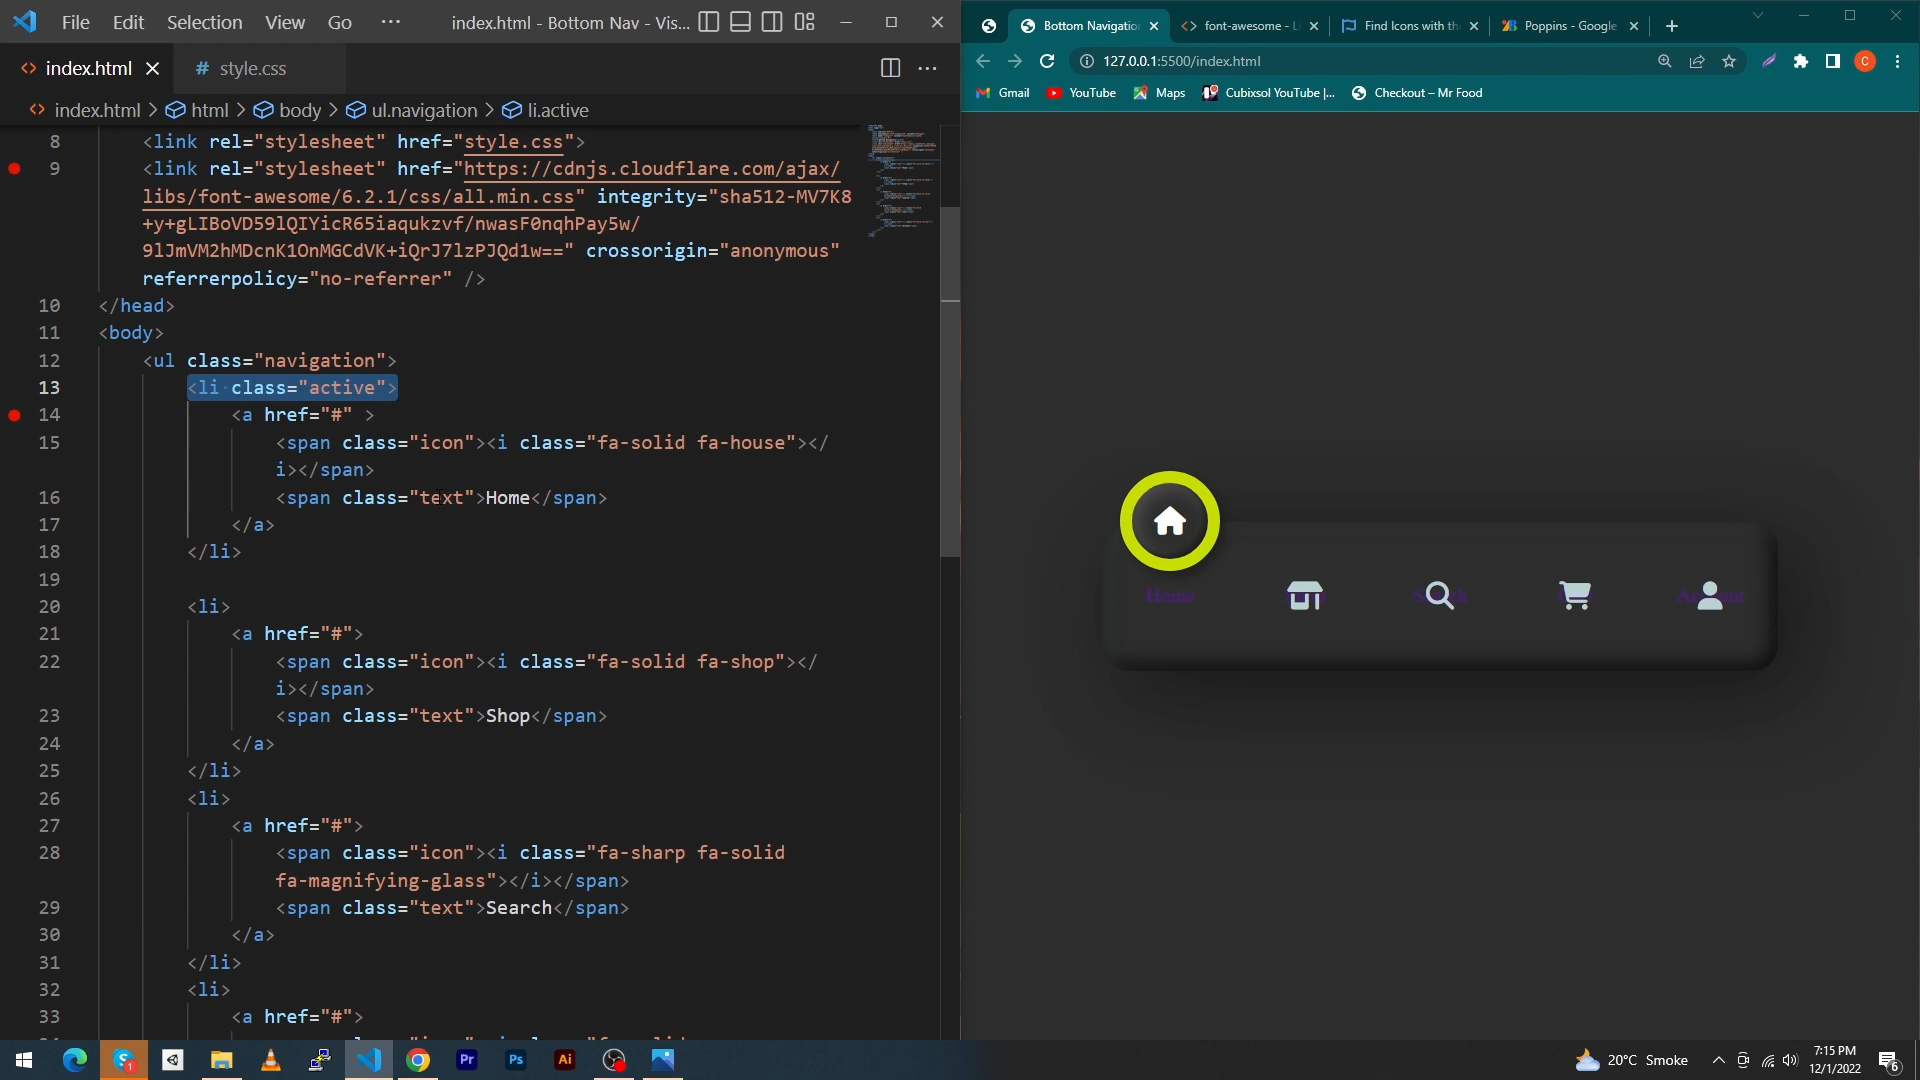 File Edit Selection View Go ··· index.html - Bottom Nav - Vis...
index.html
# style.css
index.html > html > body > ul.navigation > li.active
8 <link rel="stylesheet" href="style.css">
9 <link rel="stylesheet" href="https://cdnjs.cloudflare.com/ajax/
libs/font-awesome/6.2.1/css/all.min.css" integrity="sha512-MV7K8
+y+gLIBoVD59lQIYicR65iaqukzvf/nwasF0nqhPay5w/
9lJmVM2hMDcnK1OnMGCdVK+iQrJ7lzPJQd1w==" crossorigin="anonymous"
referrerpolicy="no-referrer" />
10 </head>
11 <body>
12 <ul class="navigation">
13 <li class="active">
14 <a href="#" >
15 <span class="icon"><i class="fa-solid fa-house"></
i></span>
16 <span class="text">Home</span>
17 </a>
18 </li>
19
20 <li>
21 <a href="#">
22 <span class="icon"><i class="fa-solid fa-shop"></
i></span>
23 <span class="text">Shop</span>
24 </a>
25 </li>
26 <li>
27 <a href="#">
28 <span class="icon"><i class="fa-sharp fa-solid
fa-magnifying-glass"></i></span>
29 <span class="text">Search</span>
30 </a>
31 </li>
32 <li>
33 <a href="#">
Bottom Navigatio
font-awesome - Li
Find Icons with the
Poppins - Google
127.0.0.1:5500/index.html
C
Gmail YouTube Maps Cubixsol YouTube |... Checkout – Mr Food
Home
Pr Ps Ai
20°C Smoke
7:15 PM
12/1/2022
6
1